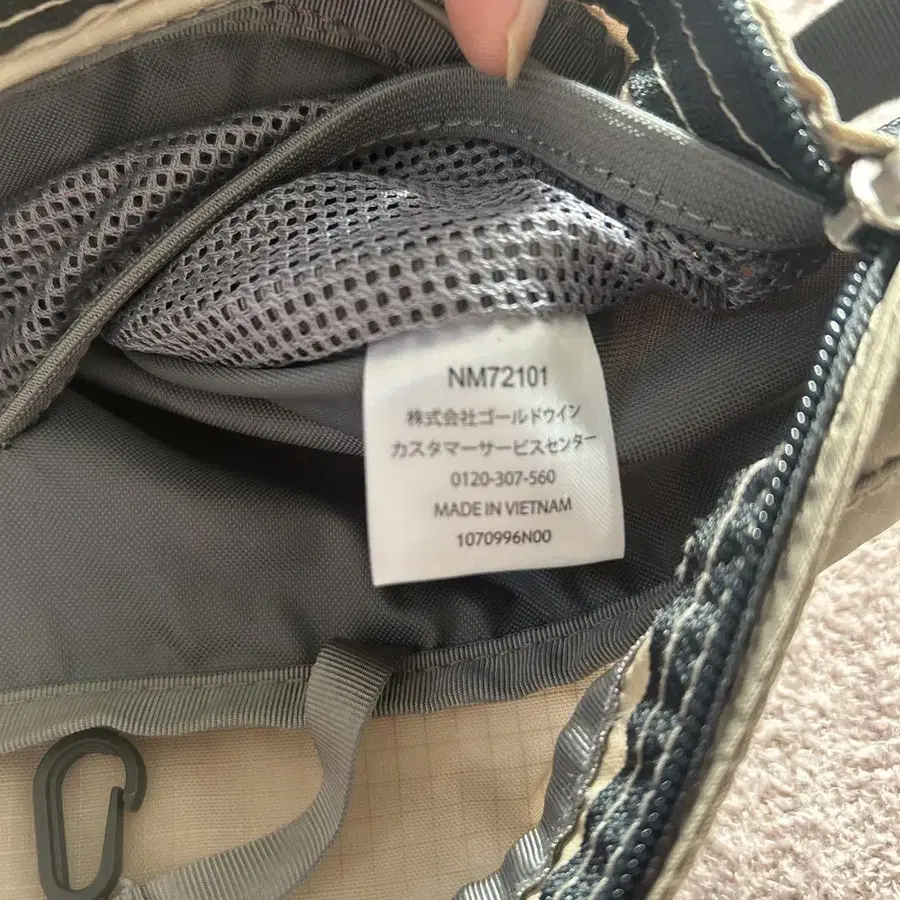 NM72101
株式会社ゴールドウイン
カスタマーサービスセンター
0120-307-560
MADE IN VIETNAM
1070996N00